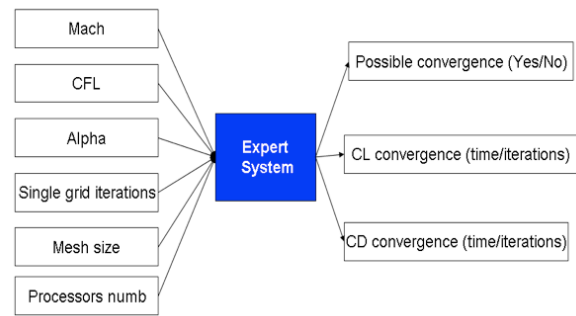 Mach
CFL
Alpha
Single grid iterations
Mesh size
Processors numb
Expert
System
Possible convergence (Yes/No)
CL convergence (time/iterations)
CD convergence (time/iterations)